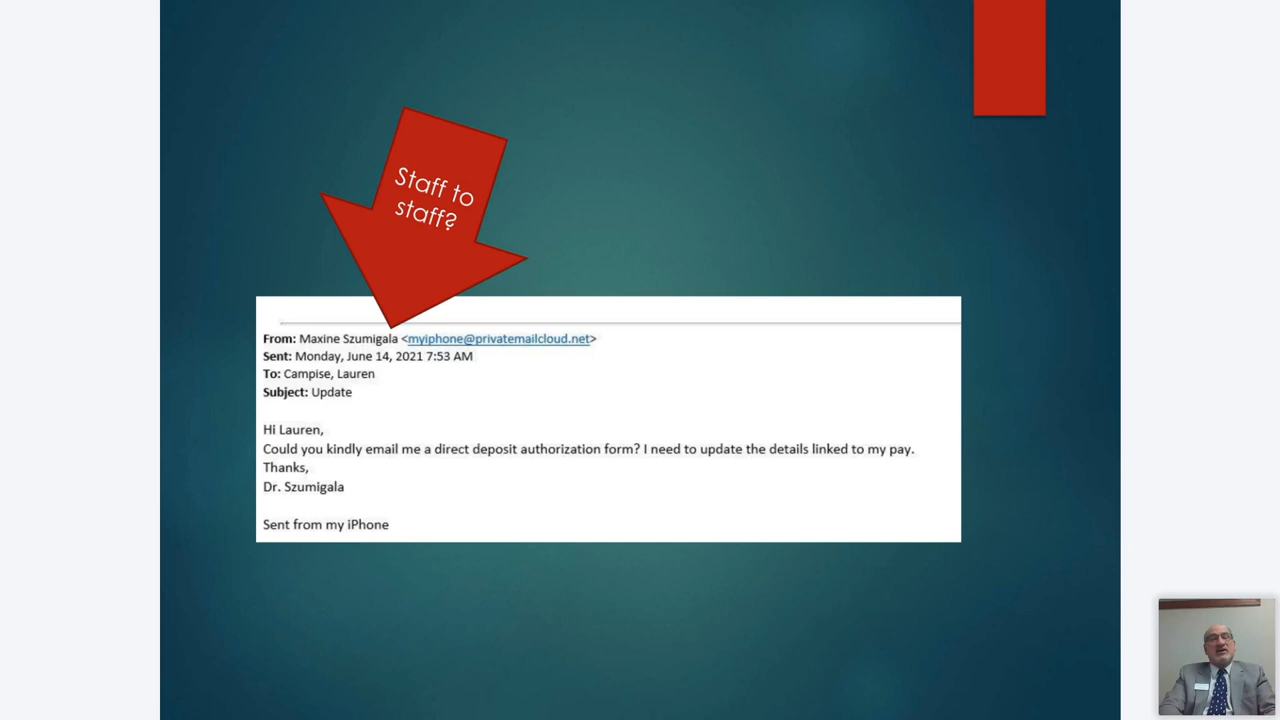 Staff to
staff?
From: Maxine Szumigala <myiphone@privatemailcloud.net>
Sent: Monday, June 14, 2021 7:53 AM
To: Campise, Lauren
Subject: Update
Hi Lauren,
Could you kindly email me a direct deposit authorization form? I need to update the details linked to my pay.
Thanks,
Dr. Szumigala
Sent from my iPhone